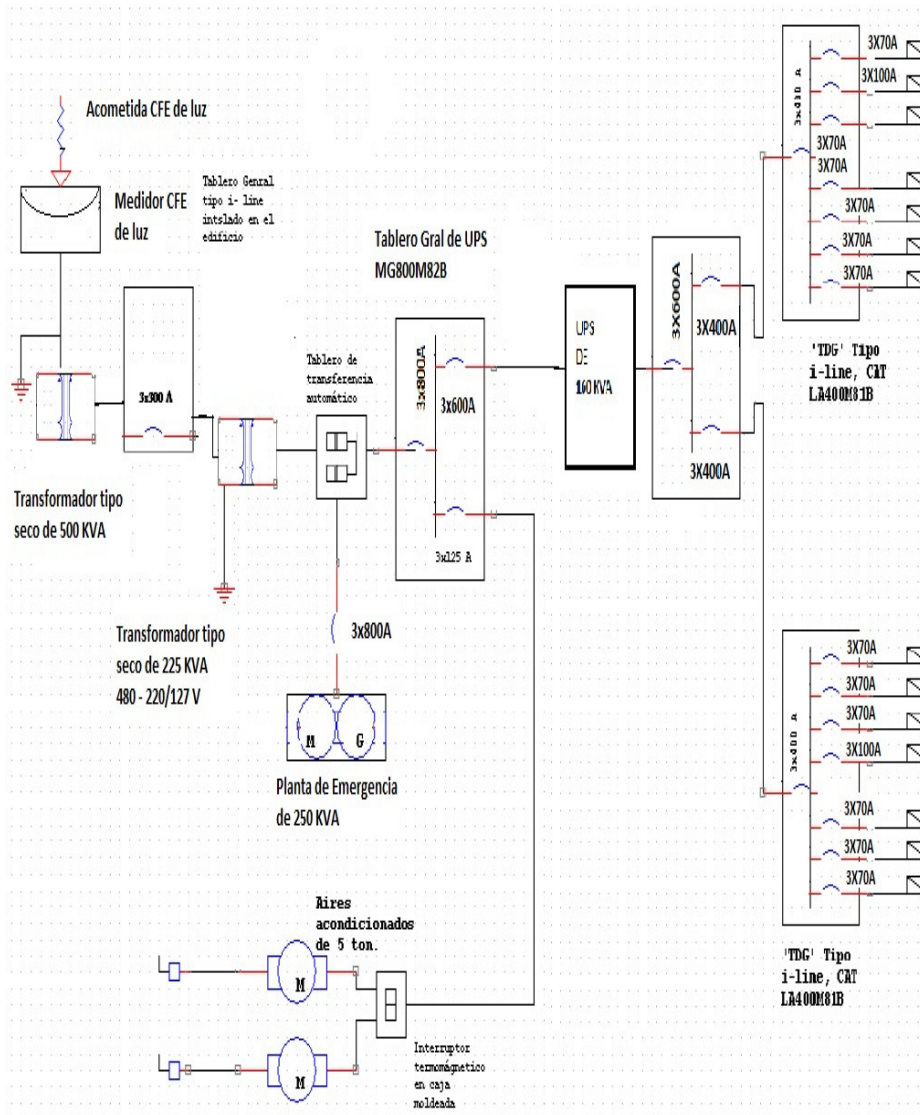 Acometida CFE de luz
Medidor CFE
de luz
Tablero Genral
tipo i- line
intslado en el
edificio
3x300 A
Transformador tipo
seco de 500 KVA
Transformador tipo
seco de 225 KVA
480 - 220/127 V
Tablero de
transferencia
automático
3x800A
M
G
Planta de Emergencia
de 250 KVA
Tablero Gral de UPS
MG800M82B
3x800A
3x600A
3x125 A
UPS
DE
160 KVA
3X600A
3X400A
3X400A
3X70A
3X100A
3X70A
3X70A
3X70A
3X70A
3X70A
'TDG' Tipo
i-line, CAT
LA400M81B
3x400 A
3X70A
3X70A
3X70A
3X100A
3X70A
3X70A
3X70A
'TDG' Tipo
i-line, CAT
LA400M81B
Aires
acondicionados
de 5 ton.
M
M
Interruptor
termomágnetico
en caja
moldeada